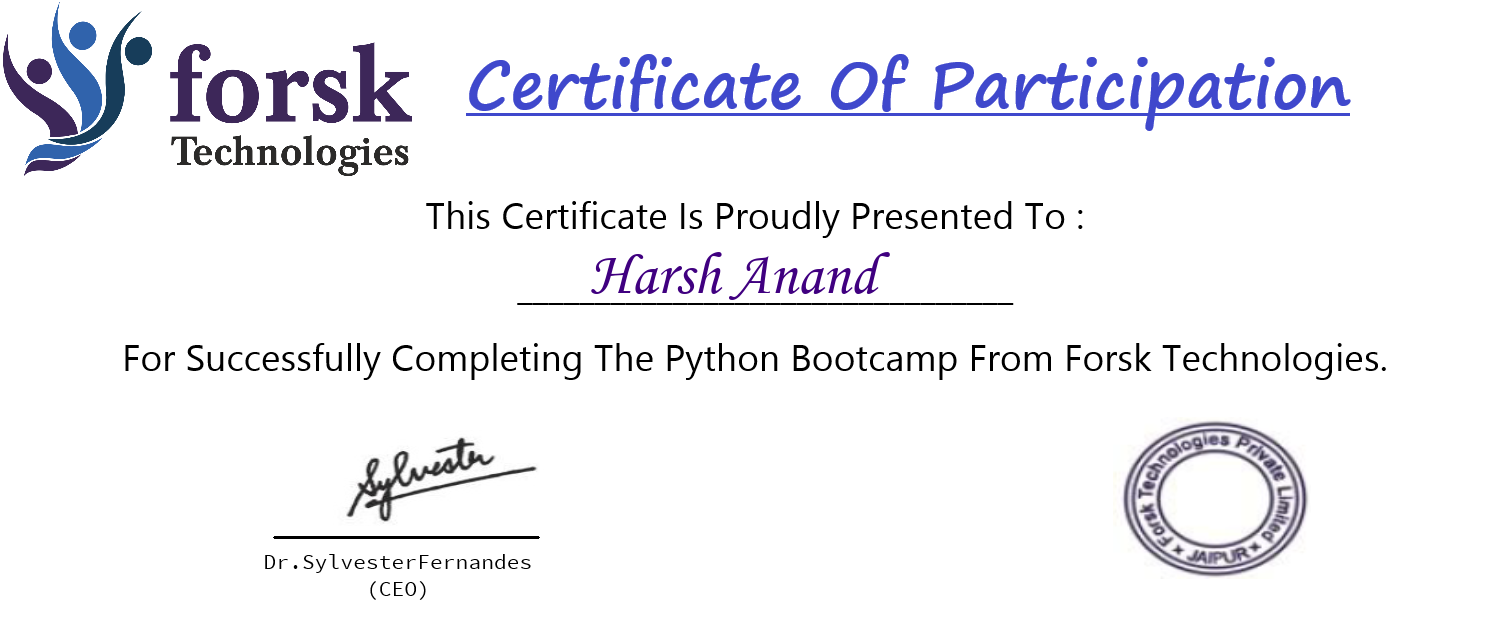 forsk
Technologies
Certificate Of Participation
This Certificate Is Proudly Presented To :
Harsh Anand
For Successfully Completing The Python Bootcamp From Forsk Technologies.
Sylvester
Dr.SylvesterFernandes
(CEO)
Forsk Technologies Private Limited
JAIPUR